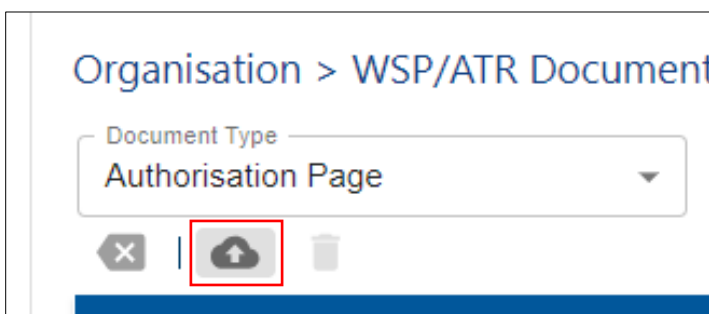 Organisation > WSP/ATR Document
Document Type
Authorisation Page